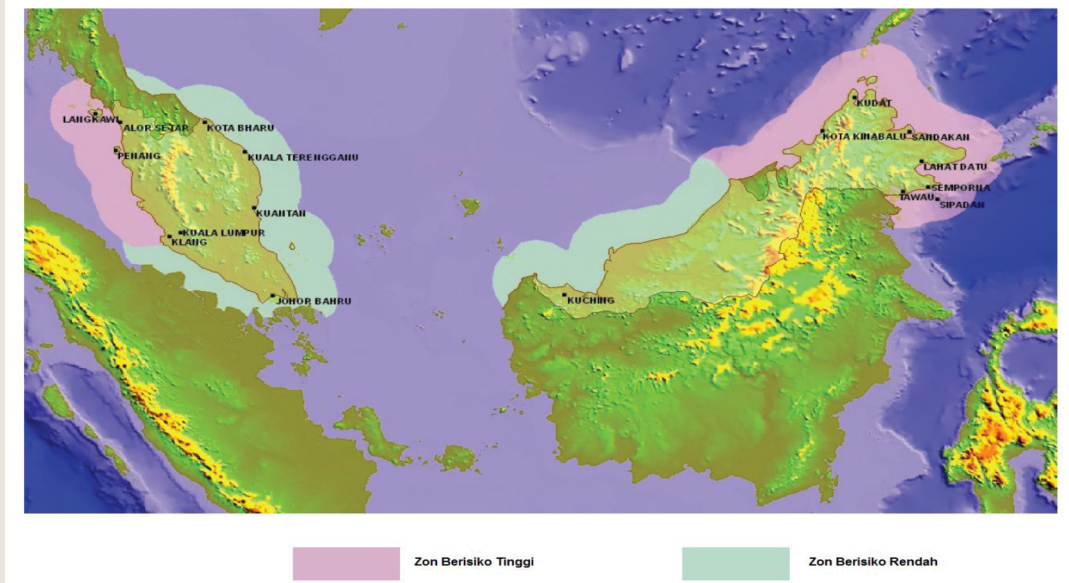 LANGKAWI
ALOR SETAR
PENANG
KOTA BHARU
KUALA TERENGGANU
KUANTAN
KUALA LUMPUR
KLANG
JOHOR BAHRU
KUCHING
KUDAT
KOTA KINABALU
SANDAKAN
LAHAT DATU
SEMPORNA
TAWAU
SIPADAN
Zon Berisiko Tinggi
Zon Berisiko Rendah